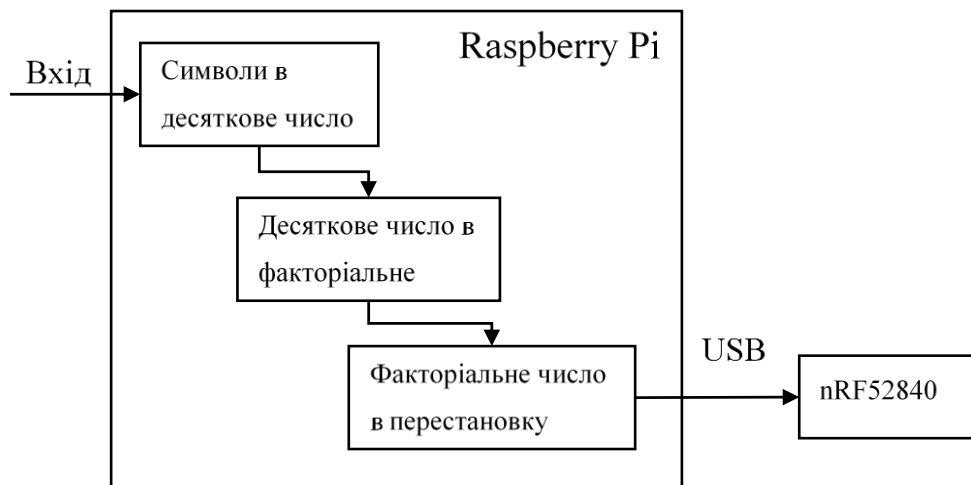 Raspberry Pi
Вхід
Символи в
десяткове число
Десяткове число в
факторіальне
Факторіальне число
в перестановку
USB
nRF52840